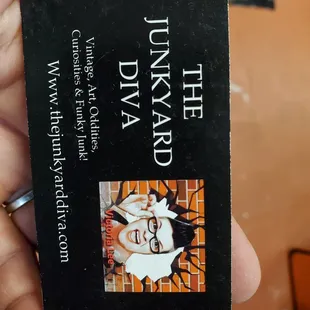 THE
JUNKYARD
DIVA
Vintage, Art, Oddities,
Curiosities & Funky Junk!
www.thejunkyarddiva.com